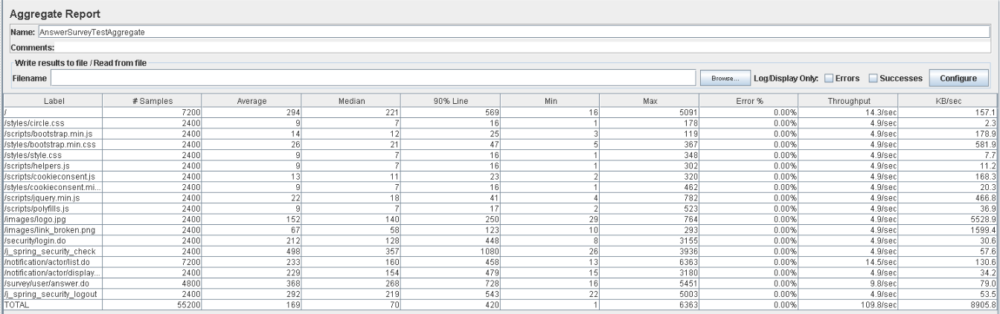 Aggregate Report
Name: AnswerSurveyTestAggregate
Comments:
Write results to file / Read from file
Filename Browse... Log/Display Only: Errors Successes Configure
Label # Samples Average Median 90% Line Min Max Error % Throughput KB/sec
/ 7200 294 221 569 16 5091 0.00% 14.3/sec 157.1
/styles/circle.css 2400 9 7 16 1 178 0.00% 4.9/sec 2.3
/scripts/bootstrap.min.js 2400 14 12 25 3 119 0.00% 4.9/sec 178.9
/styles/bootstrap.min.css 2400 26 21 47 5 367 0.00% 4.9/sec 581.9
/styles/style.css 2400 9 7 16 1 348 0.00% 4.9/sec 7.7
/scripts/helpers.js 2400 9 7 16 1 302 0.00% 4.9/sec 11.2
/scripts/cookieconsent.js 2400 13 11 23 2 320 0.00% 4.9/sec 168.3
/styles/cookieconsent.mi... 2400 9 7 16 1 462 0.00% 4.9/sec 20.3
/scripts/jquery.min.js 2400 22 18 41 4 782 0.00% 4.9/sec 466.8
/scripts/polyfills.js 2400 9 7 17 2 523 0.00% 4.9/sec 36.9
/images/logo.jpg 2400 152 140 250 29 764 0.00% 4.9/sec 5528.9
/images/link_broken.png 2400 67 58 123 10 293 0.00% 4.9/sec 1599.4
/security/login.do 2400 212 128 448 8 3155 0.00% 4.9/sec 30.6
/j_spring_security_check 2400 498 357 1080 26 3936 0.00% 4.9/sec 57.6
/notification/actor/list.do 7200 233 160 458 13 6363 0.00% 14.5/sec 130.6
/notification/actor/display... 2400 229 154 479 15 3180 0.00% 4.9/sec 34.2
/survey/user/answer.do 4800 368 268 728 16 5451 0.00% 9.8/sec 79.0
/j_spring_security_logout 2400 292 219 543 22 5003 0.00% 4.9/sec 53.5
TOTAL 55200 169 70 420 1 6363 0.00% 109.8/sec 8905.8